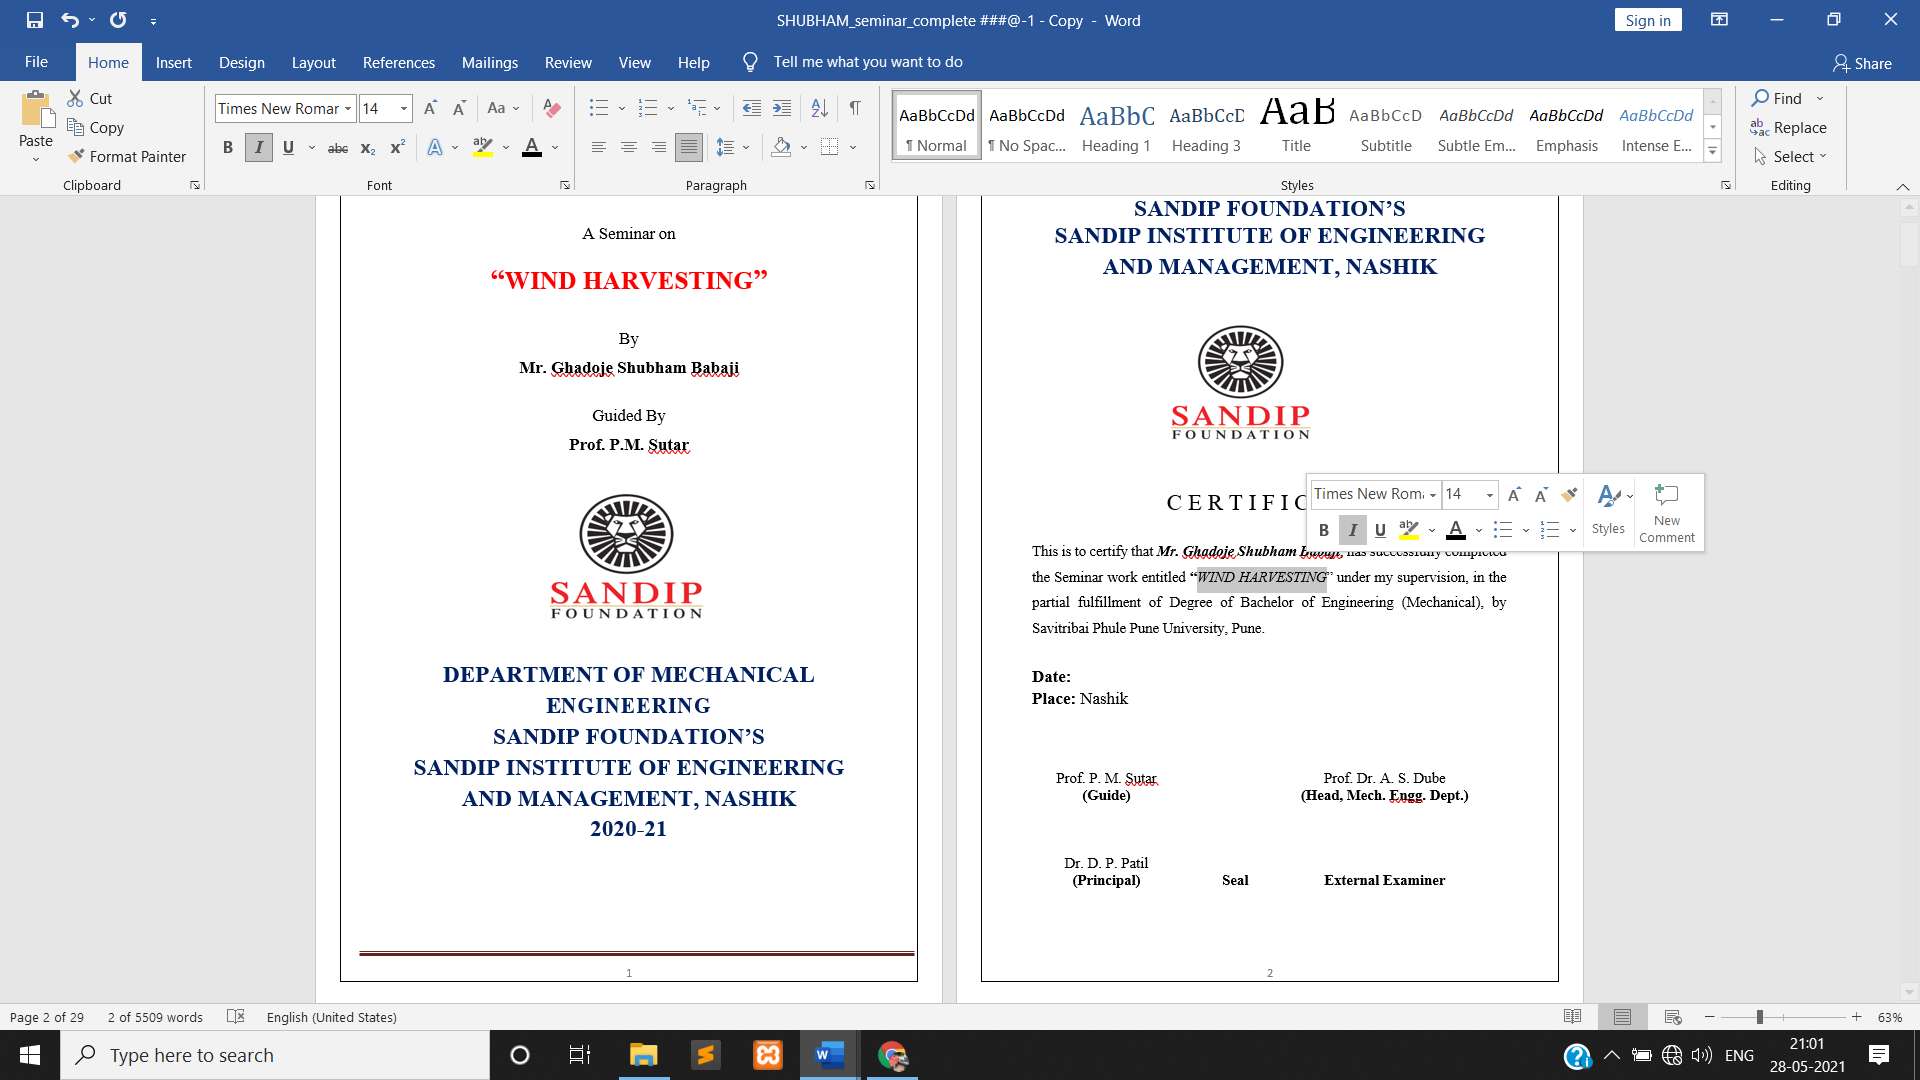 SHUBHAM_seminar_complete ###@-1 - Copy - Word
Sign in
File Home Insert Design Layout References Mailings Review View Help Tell me what you want to do
Share
Paste
Cut
Copy
Format Painter
Clipboard
Times New Romar 14
Aa
B I U abc x₂ x² A ab A
Font
Paragraph
AaBbCcDd AaBbCcDd AaBbC AaBbCcD AaB AaBbCcD AaBbCcDd AaBbCcDd AaBbCcDd
¶ Normal ¶ No Spac... Heading 1 Heading 3 Title Subtitle Subtle Em... Emphasis Intense E...
Styles
Find
Replace
Select
Editing
A Seminar on
“WIND HARVESTING”
By
Mr. Ghadoje Shubham Babaji
Guided By
Prof. P.M. Sutar
SANDIP
FOUNDATION
DEPARTMENT OF MECHANICAL
ENGINEERING
SANDIP FOUNDATION’S
SANDIP INSTITUTE OF ENGINEERING
AND MANAGEMENT, NASHIK
2020-21
1
SANDIP FOUNDATION’S
SANDIP INSTITUTE OF ENGINEERING
AND MANAGEMENT, NASHIK
SANDIP
FOUNDATION
CERTIFIC
Times New Roma 14
B I U ab A
Styles
New
Comment
This is to certify that Mr. Ghadoje Shubham Babaji, has successfully completed
the Seminar work entitled “WIND HARVESTING” under my supervision, in the
partial fulfillment of Degree of Bachelor of Engineering (Mechanical), by
Savitribai Phule Pune University, Pune.
Date:
Place: Nashik
Prof. P. M. Sutar Prof. Dr. A. S. Dube
(Guide) (Head, Mech. Engg. Dept.)
Dr. D. P. Patil
(Principal) Seal External Examiner
2
Page 2 of 29 2 of 5509 words English (United States)
63%
Type here to search
ENG
21:01
28-05-2021